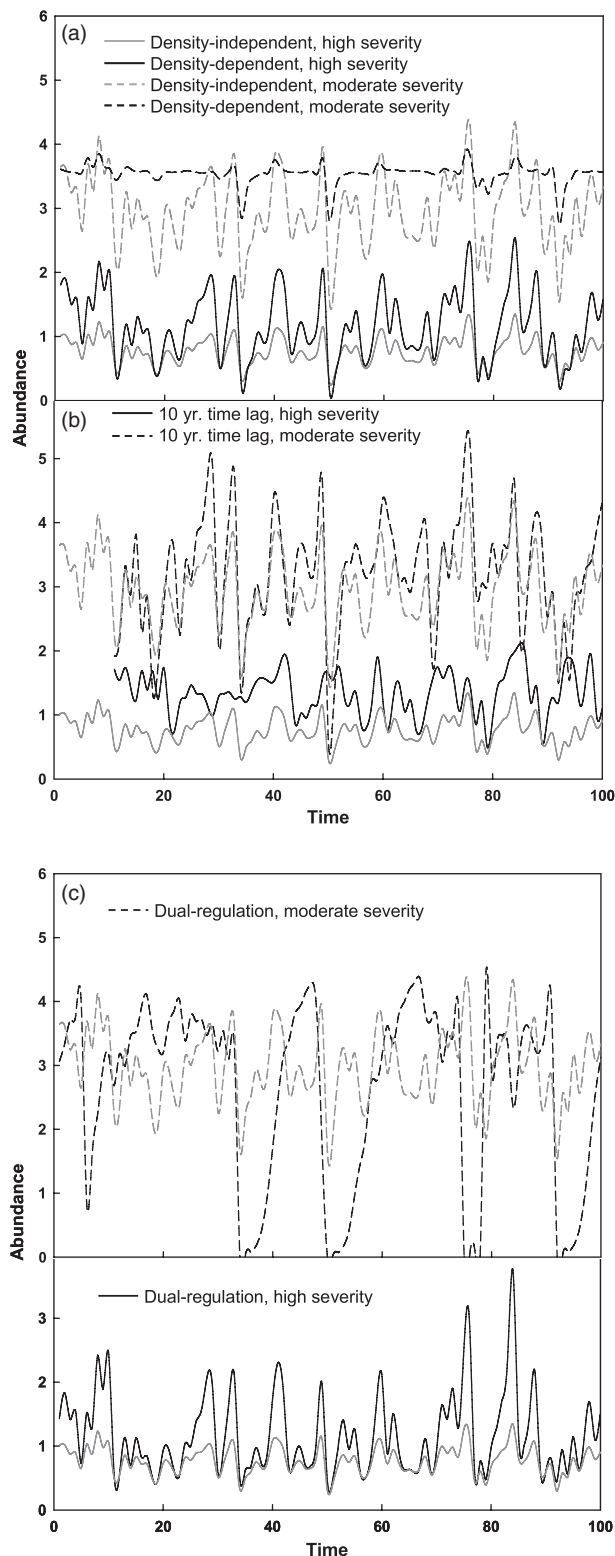 (a)
Density-independent, high severity
Density-dependent, high severity
Density-independent, moderate severity
Density-dependent, moderate severity
6
5
4
3
2
1
0
Abundance
(b)
10 yr. time lag, high severity
10 yr. time lag, moderate severity
5
4
3
2
1
0
0 20 40 60 80 100
Time
(c)
Dual-regulation, moderate severity
6
5
4
3
2
1
0
Abundance
Dual-regulation, high severity
3
2
1
0
0 20 40 60 80 100
Time